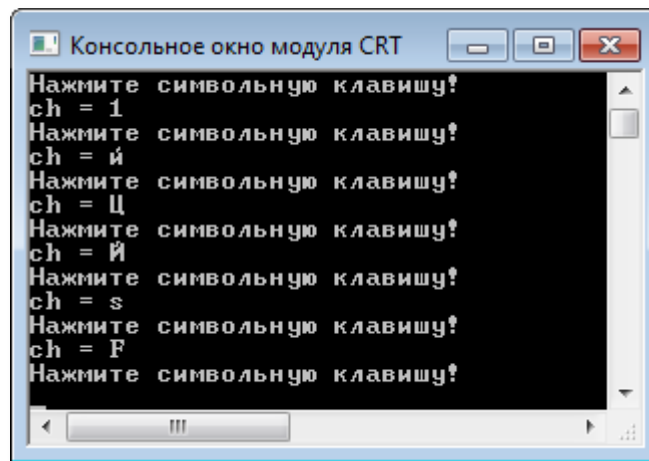 Консольное окно модуля CRT
Нажмите символьную клавишу!
ch = 1
Нажмите символьную клавишу!
ch = й
Нажмите символьную клавишу!
ch = Ц
Нажмите символьную клавишу!
ch = Й
Нажмите символьную клавишу!
ch = s
Нажмите символьную клавишу!
ch = F
Нажмите символьную клавишу!